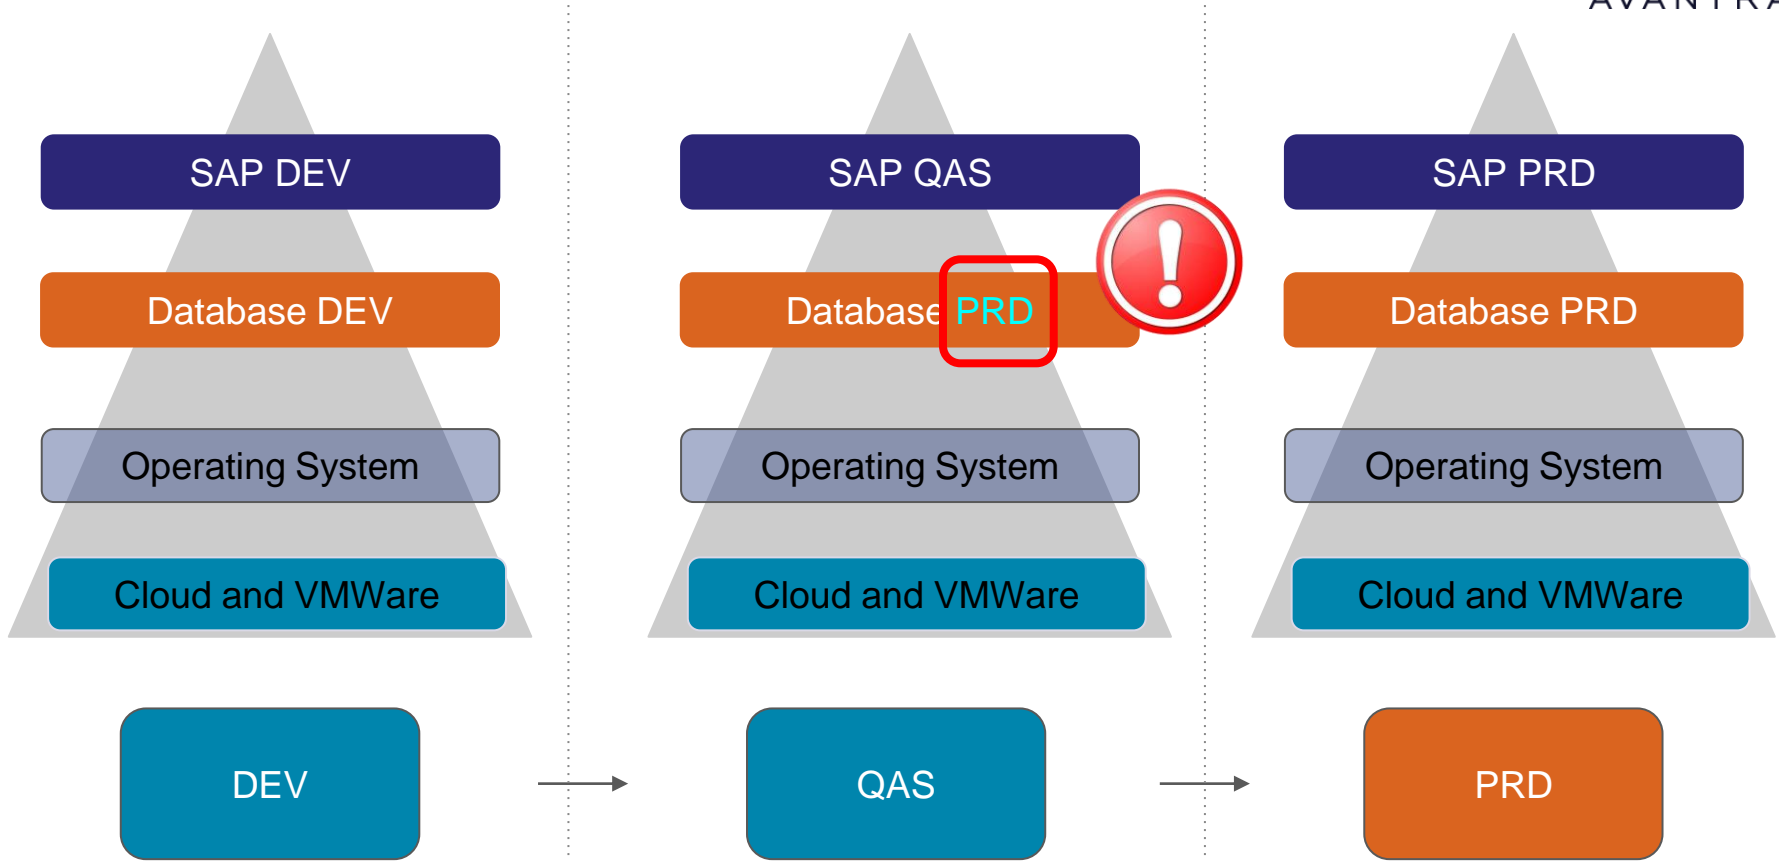 AVANTRA
SAP DEV
SAP QAS
SAP PRD
Database DEV
Database PRD
Database PRD
Operating System
Operating System
Operating System
Cloud and VMWare
Cloud and VMWare
Cloud and VMWare
DEV
QAS
PRD